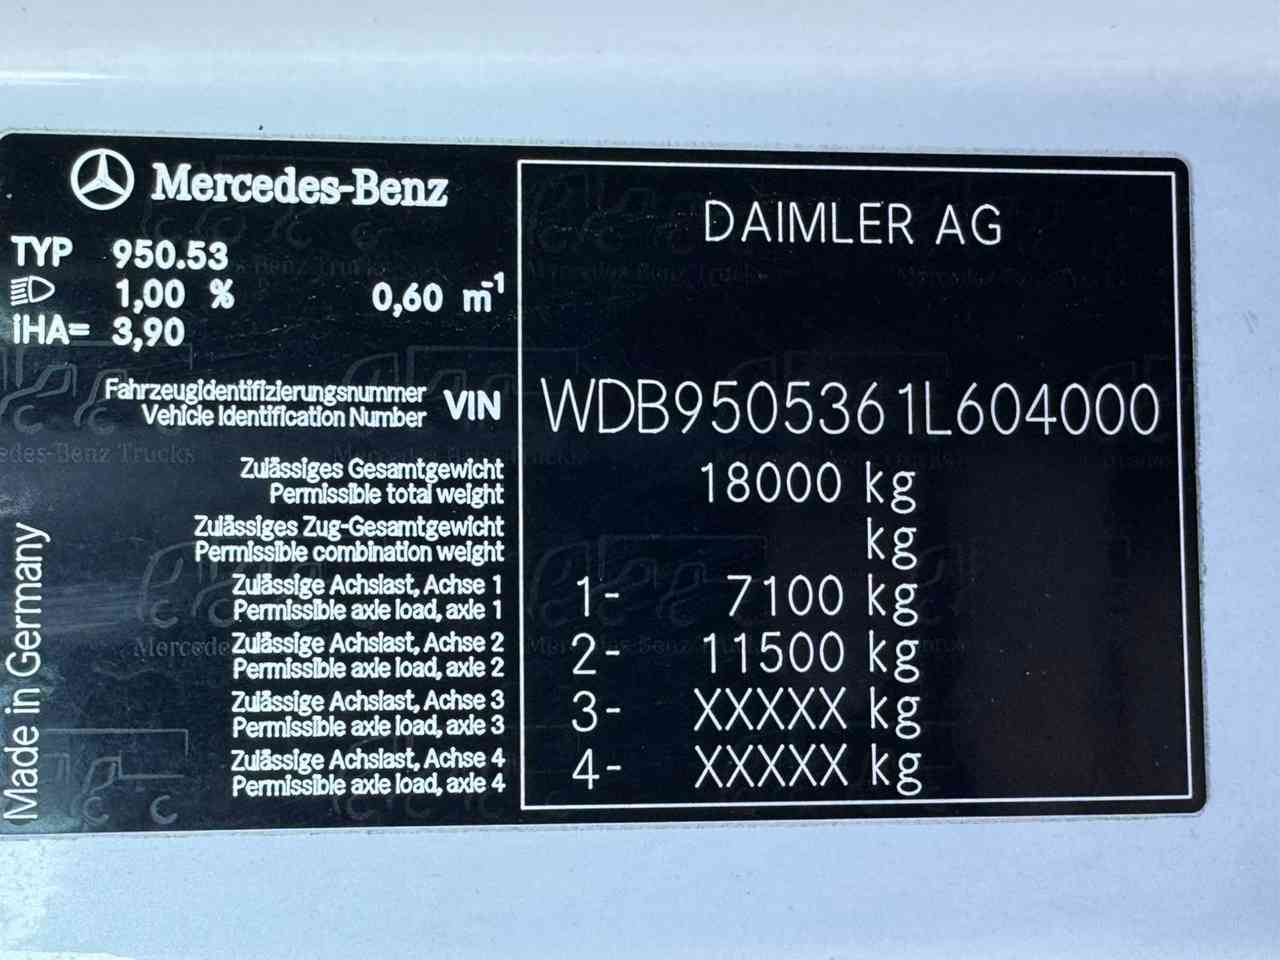 Mercedes-Benz
DAIMLER AG
TYP 950.53
1,00 % 0,60 m-1
iHA= 3,90
Fahrzeugidentifizierungsnummer
Vehicle Identification Number
VIN WDB9505361L604000
Zulässiges Gesamtgewicht
Permissible total weight
18000 kg
Zulässiges Zug-Gesamtgewicht
Permissible combination weight
kg
Zulässige Achslast, Achse 1
Permissible axle load, axle 1
1- 7100 kg
Zulässige Achslast, Achse 2
Permissible axle load, axle 2
2- 11500 kg
Zulässige Achslast, Achse 3
Permissible axle load, axle 3
3- XXXXX kg
Zulässige Achslast, Achse 4
Permissible axle load, axle 4
4- XXXXX kg
Made in Germany